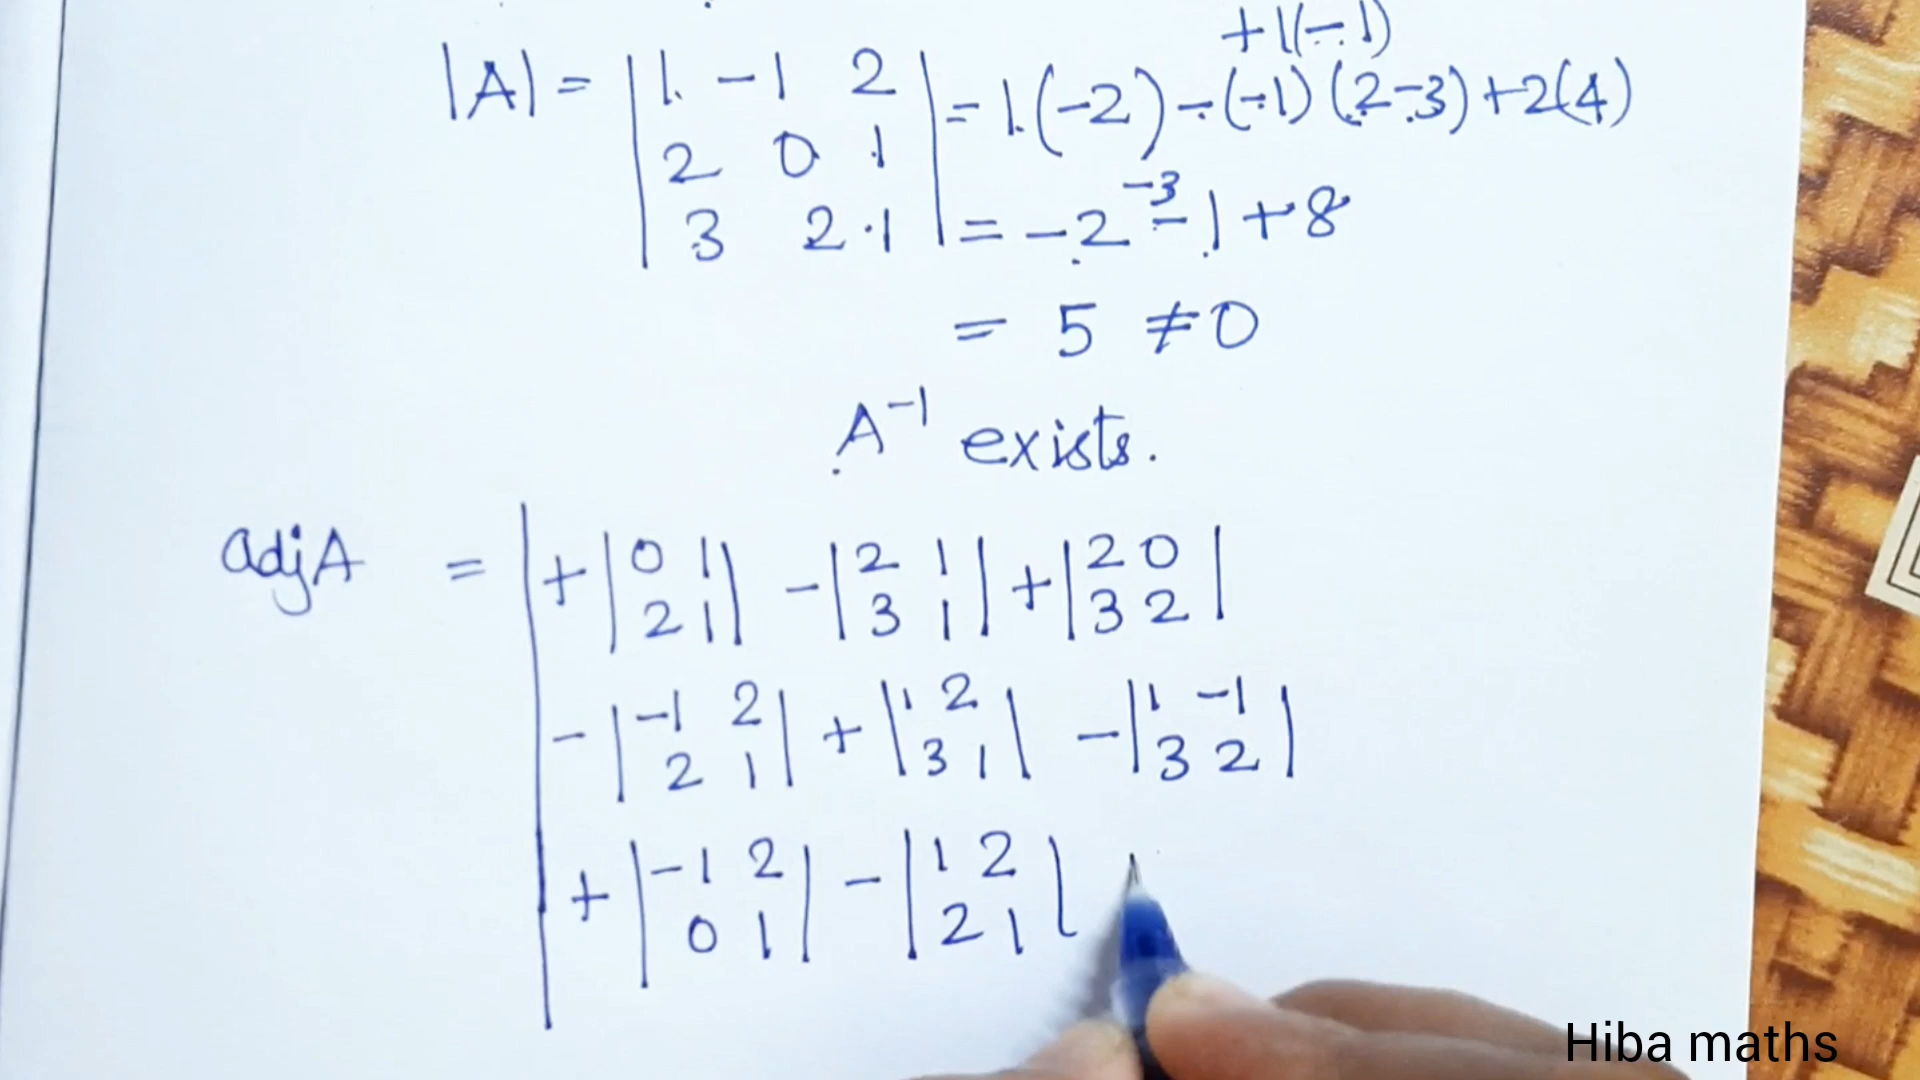 +1(-1)
|A| = |1 -1 2| = 1(-2) - (-1)(2-3) + 2(4)
|2 0 1|
-3
|3 2 1| = -2 - 1 + 8
= 5 ≠ 0
A⁻¹ exists.
adjA = +|0 1| -|2 1| +|2 0|
|2 1| |3 1| |3 2|
-|-1 2| +|1 2| -|1 -1|
|2 1| |3 1| |3 2|
+|-1 2| -|1 2|
|0 1| |2 1|
Hiba maths